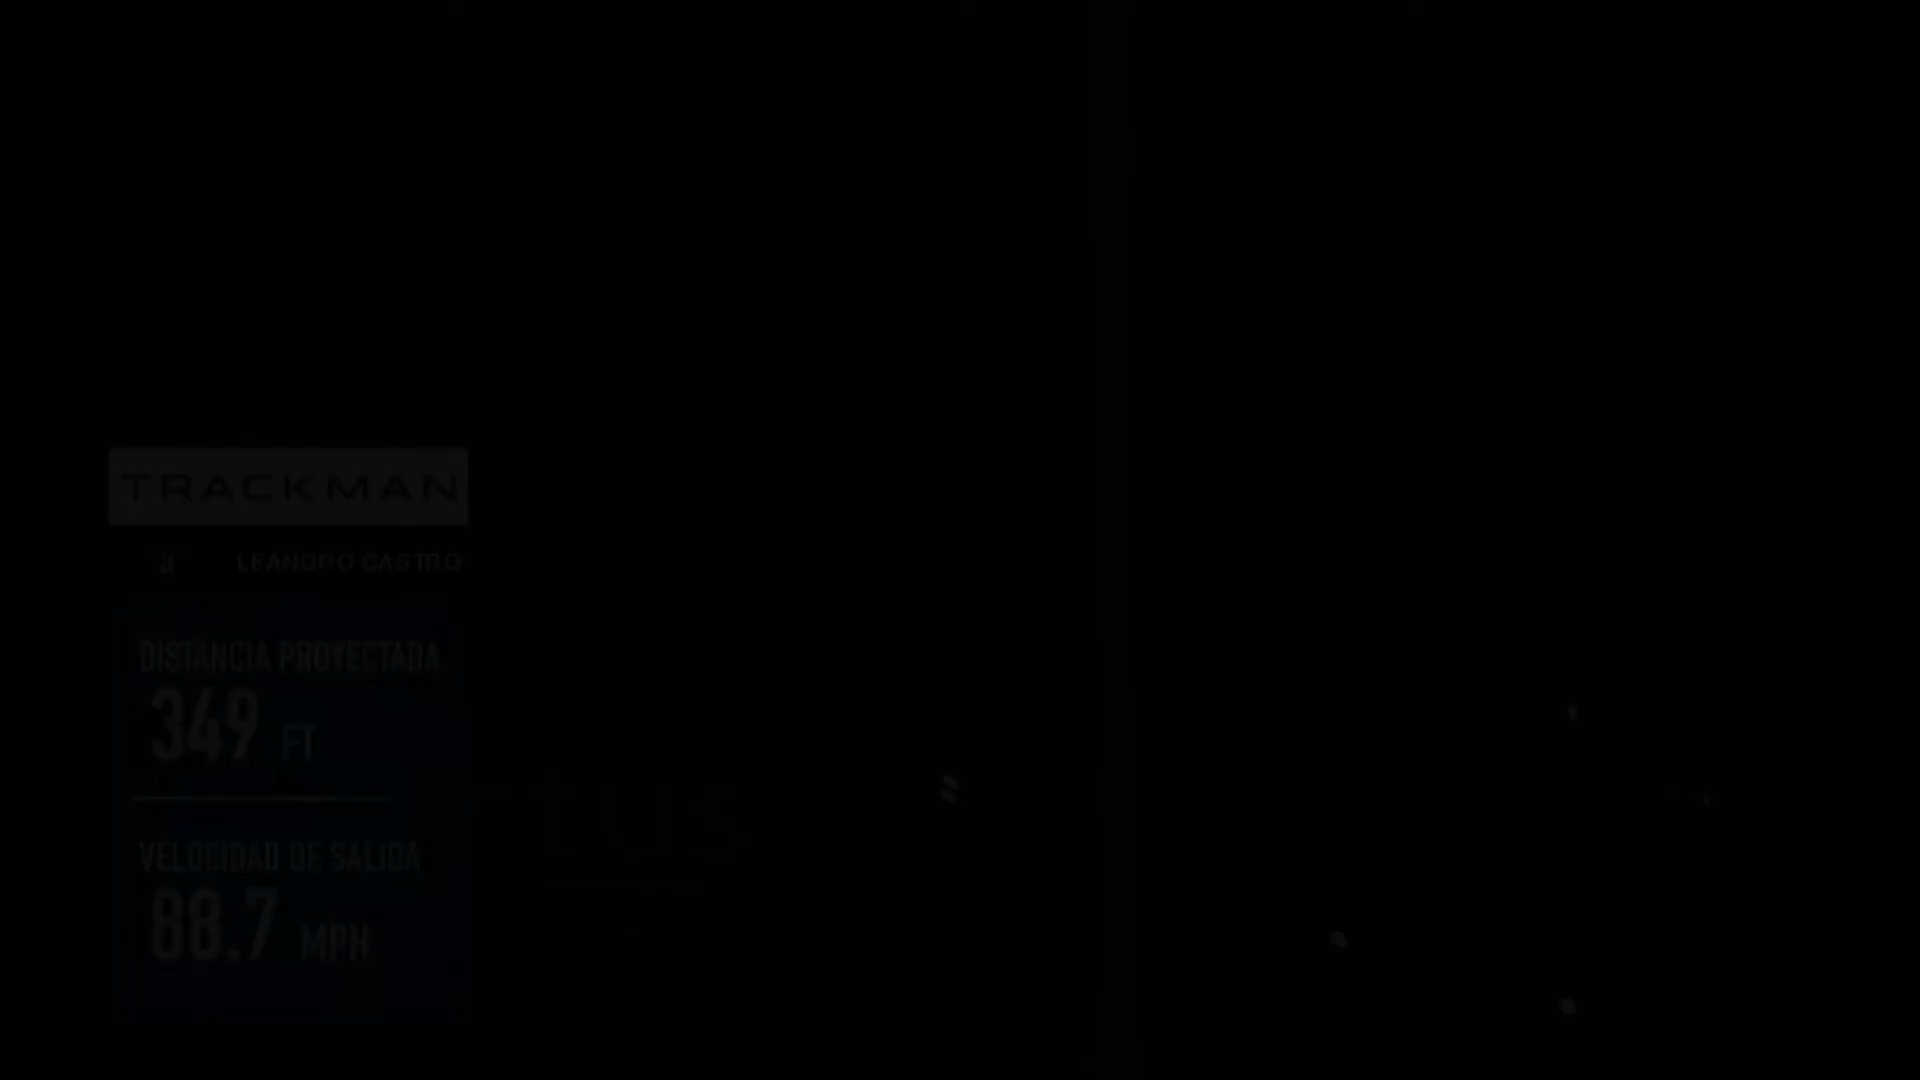 TRACKMAN
LEANDRO CASTRO
DISTANCIA PROYECTADA
349 FT
VELOCIDAD DE SALIDA
88.7 MPH